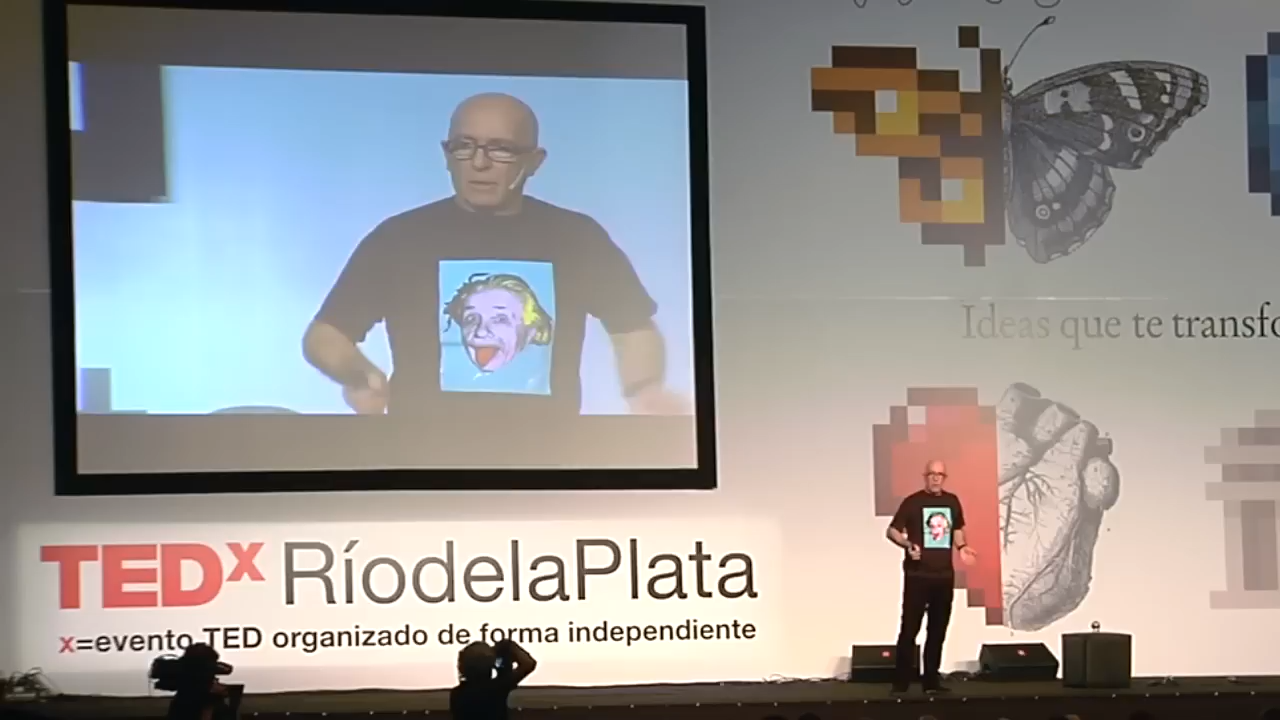 Ideas que te transfo
TEDx RíodelaPlata
x=evento TED organizado de forma independiente